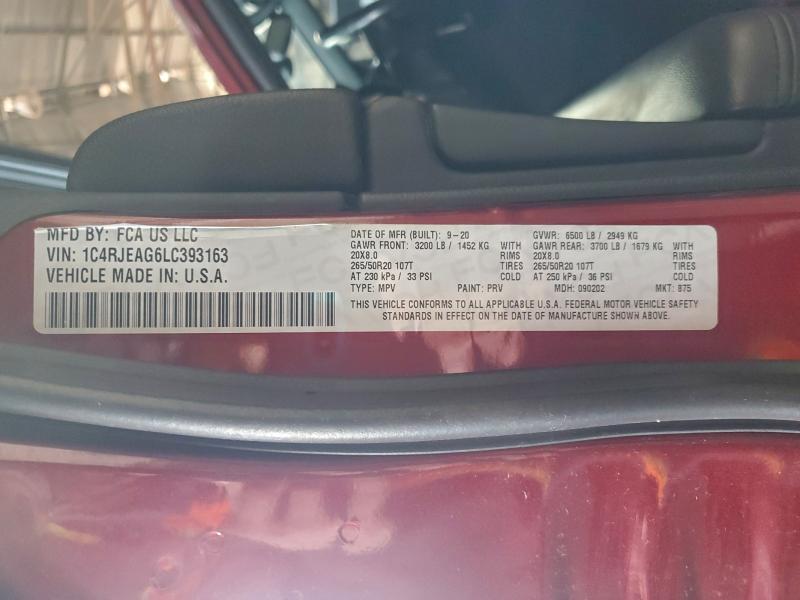 MFD BY: FCA US LLC
VIN: 1C4RJEAG6LC393163
VEHICLE MADE IN: U.S.A.
DATE OF MFR (BUILT): 9-20 GVWR: 6500 LB / 2949 KG
GAWR FRONT: 3200 LB / 1452 KG WITH GAWR REAR: 3700 LB / 1679 KG WITH
20X8.0 RIMS 20X8.0 RIMS
265/50R20 107T TIRES 265/50R20 107T TIRES
AT 230 kPa / 33 PSI COLD AT 250 kPa / 36 PSI COLD
TYPE: MPV PAINT: PRV MDH: 090202 MKT: 875
THIS VEHICLE CONFORMS TO ALL APPLICABLE U.S.A. FEDERAL MOTOR VEHICLE SAFETY
STANDARDS IN EFFECT ON THE DATE OF MANUFACTURE SHOWN ABOVE.